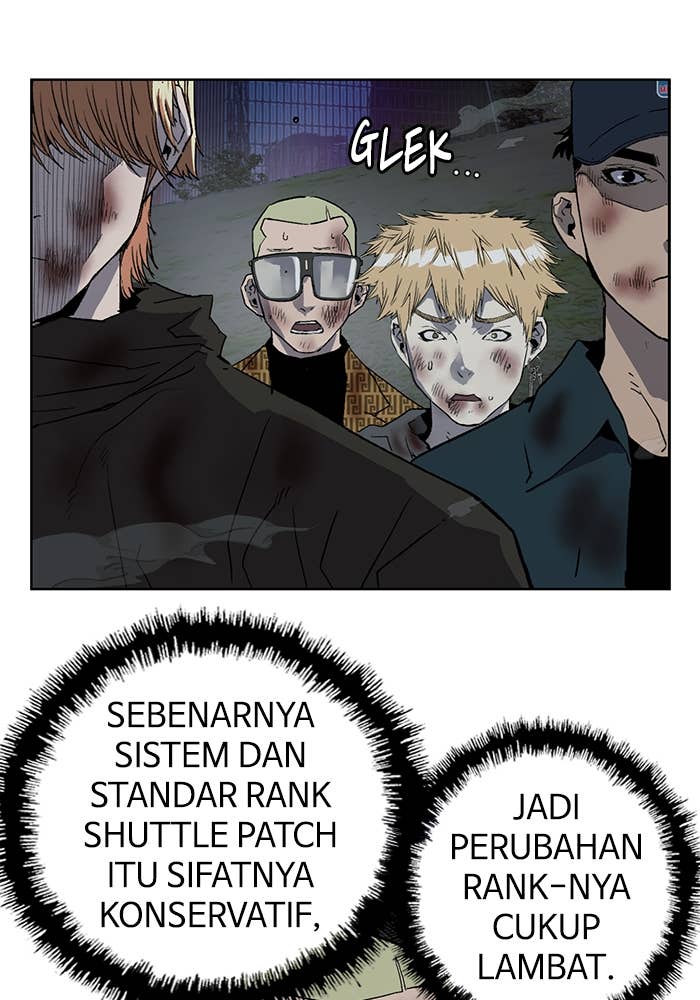 GLEK...
SEBENARNYA
SISTEM DAN
STANDAR RANK
SHUTTLE PATCH
ITU SIFATNYA
KONSERVATIF,
JADI
PERUBAHAN
RANK-NYA
CUKUP
LAMBAT.